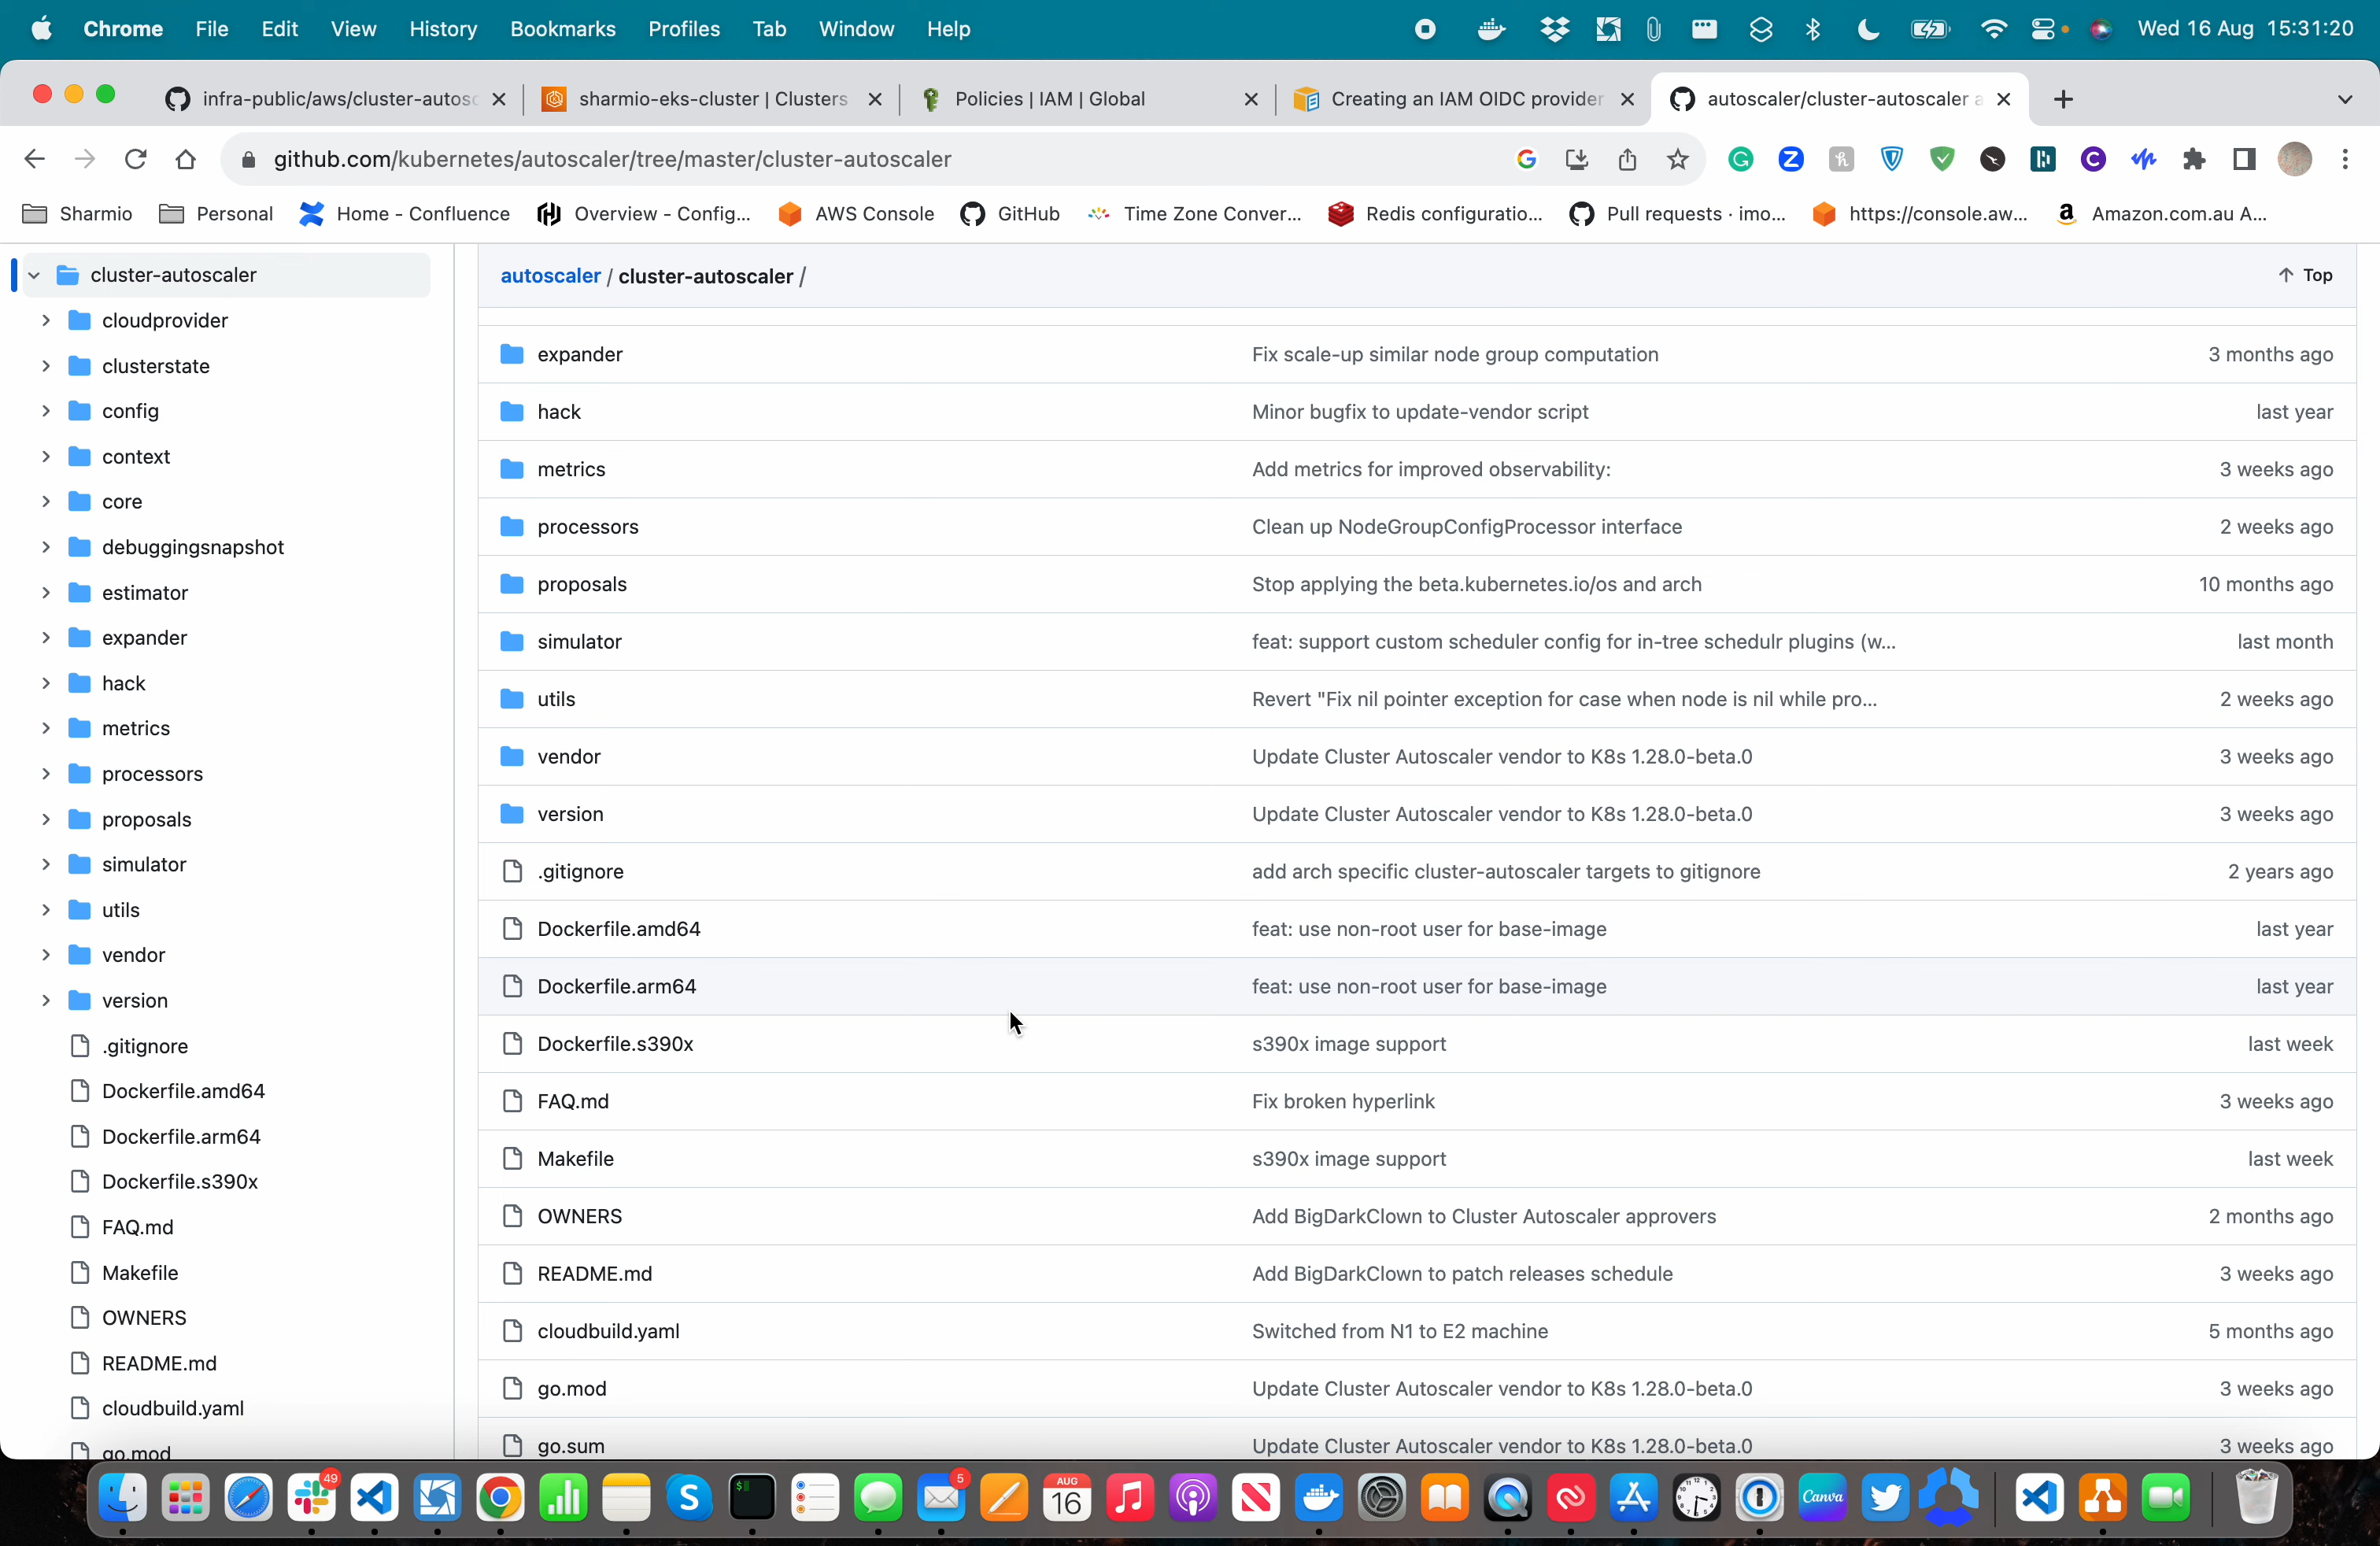 Chrome File Edit View History Bookmarks Profiles Tab Window Help Wed 16 Aug 15:31:20
infra-public/aws/cluster-autosc sharmio-eks-cluster | Clusters Policies | IAM | Global Creating an IAM OIDC provider autoscaler/cluster-autoscaler a
github.com/kubernetes/autoscaler/tree/master/cluster-autoscaler
Sharmio Personal Home - Confluence Overview - Config... AWS Console GitHub Time Zone Conver... Redis configuratio... Pull requests · imo... https://console.aw... Amazon.com.au A...
cluster-autoscaler
cloudprovider
clusterstate
config
context
core
debuggingsnapshot
estimator
expander
hack
metrics
processors
proposals
simulator
utils
vendor
version
.gitignore
Dockerfile.amd64
Dockerfile.arm64
Dockerfile.s390x
FAQ.md
Makefile
OWNERS
README.md
cloudbuild.yaml
go.mod
autoscaler / cluster-autoscaler / Top
expander Fix scale-up similar node group computation 3 months ago
hack Minor bugfix to update-vendor script last year
metrics Add metrics for improved observability: 3 weeks ago
processors Clean up NodeGroupConfigProcessor interface 2 weeks ago
proposals Stop applying the beta.kubernetes.io/os and arch 10 months ago
simulator feat: support custom scheduler config for in-tree schedulr plugins (w... last month
utils Revert "Fix nil pointer exception for case when node is nil while pro... 2 weeks ago
vendor Update Cluster Autoscaler vendor to K8s 1.28.0-beta.0 3 weeks ago
version Update Cluster Autoscaler vendor to K8s 1.28.0-beta.0 3 weeks ago
.gitignore add arch specific cluster-autoscaler targets to gitignore 2 years ago
Dockerfile.amd64 feat: use non-root user for base-image last year
Dockerfile.arm64 feat: use non-root user for base-image last year
Dockerfile.s390x s390x image support last week
FAQ.md Fix broken hyperlink 3 weeks ago
Makefile s390x image support last week
OWNERS Add BigDarkClown to Cluster Autoscaler approvers 2 months ago
README.md Add BigDarkClown to patch releases schedule 3 weeks ago
cloudbuild.yaml Switched from N1 to E2 machine 5 months ago
go.mod Update Cluster Autoscaler vendor to K8s 1.28.0-beta.0 3 weeks ago
go.sum Update Cluster Autoscaler vendor to K8s 1.28.0-beta.0 3 weeks ago
49 5 AUG
16 Canva